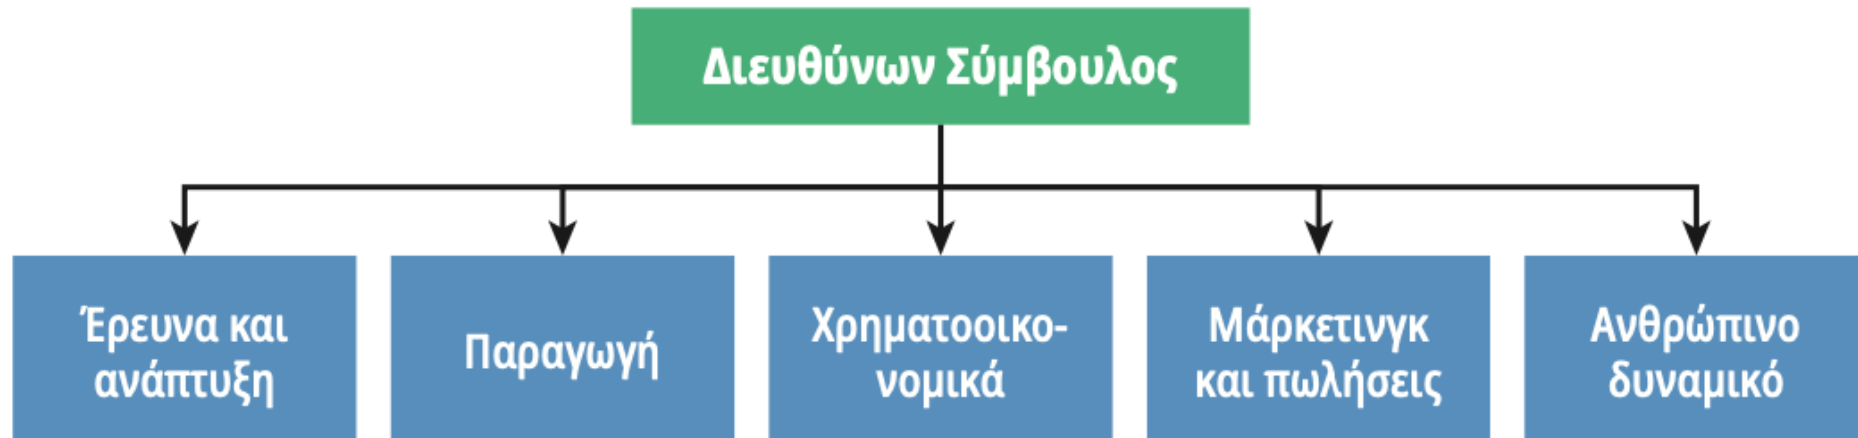 Διευθύνων Σύμβουλος
Έρευνα και
ανάπτυξη
Παραγωγή
Χρηματοοικο-
νομικά
Μάρκετινγκ
και πωλήσεις
Ανθρώπινο
δυναμικό